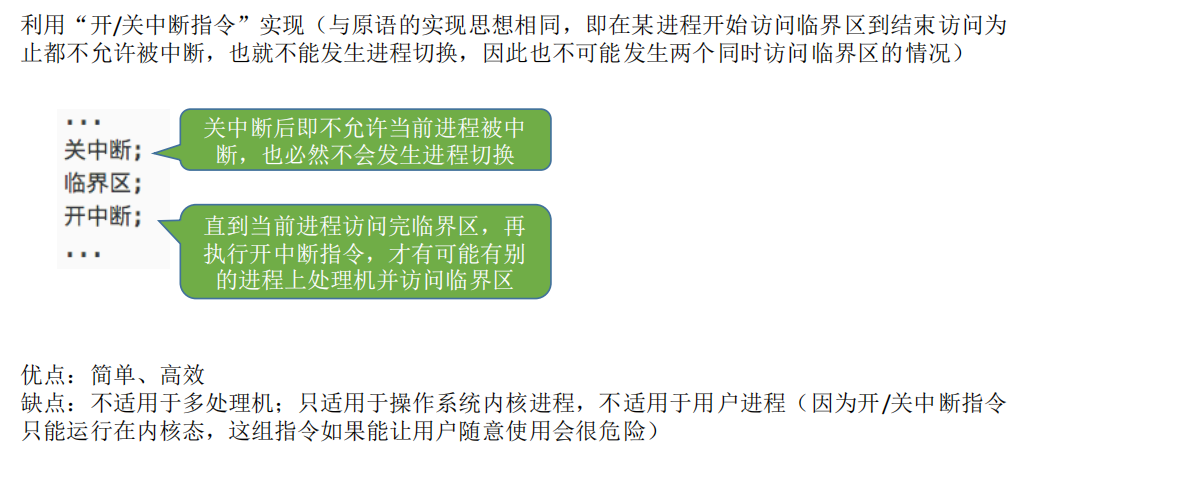 利用“开/关中断指令”实现（与原语的实现思想相同，即在某进程开始访问临界区到结束访问为
止都不允许被中断，也就不能发生进程切换，因此也不可能发生两个同时访问临界区的情况）
...
关中断;
临界区;
开中断;
...
关中断后即不允许当前进程被中
断，也必然不会发生进程切换
直到当前进程访问完临界区，再
执行开中断指令，才有可能有别
的进程上处理机并访问临界区
优点：简单、高效
缺点：不适用于多处理机；只适用于操作系统内核进程，不适用于用户进程（因为开/关中断指令
只能运行在内核态，这组指令如果能让用户随意使用会很危险）